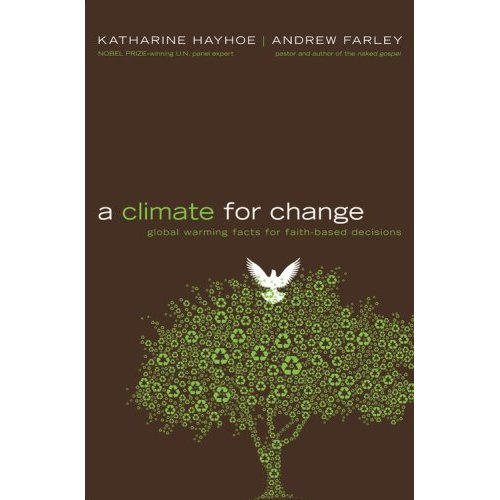 KATHARINE HAYHOE | ANDREW FARLEY
NOBEL PRIZE-winning U.N. panel expert pastor and author of the naked gospel
a climate for change
global warming facts for faith-based decisions